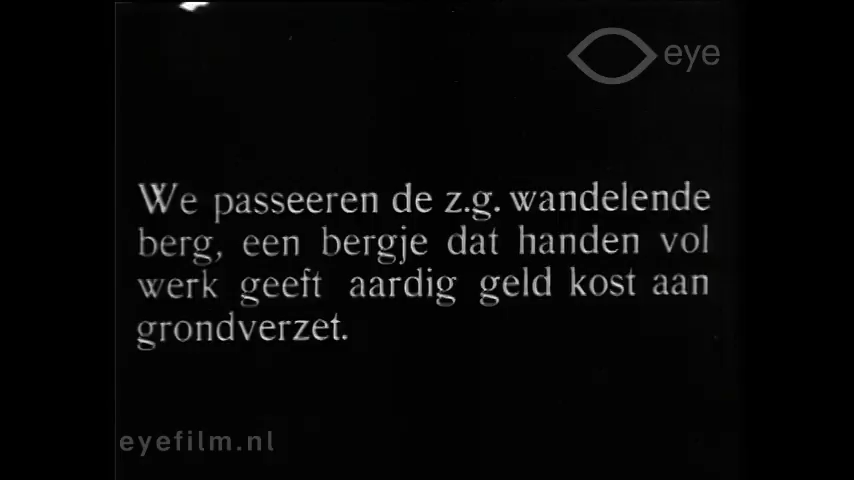 eye
We passeeren de z.g. wandelende
berg, een bergje dat handen vol
werk geeft aardig geld kost aan
grondverzet.
eyefilm.nl